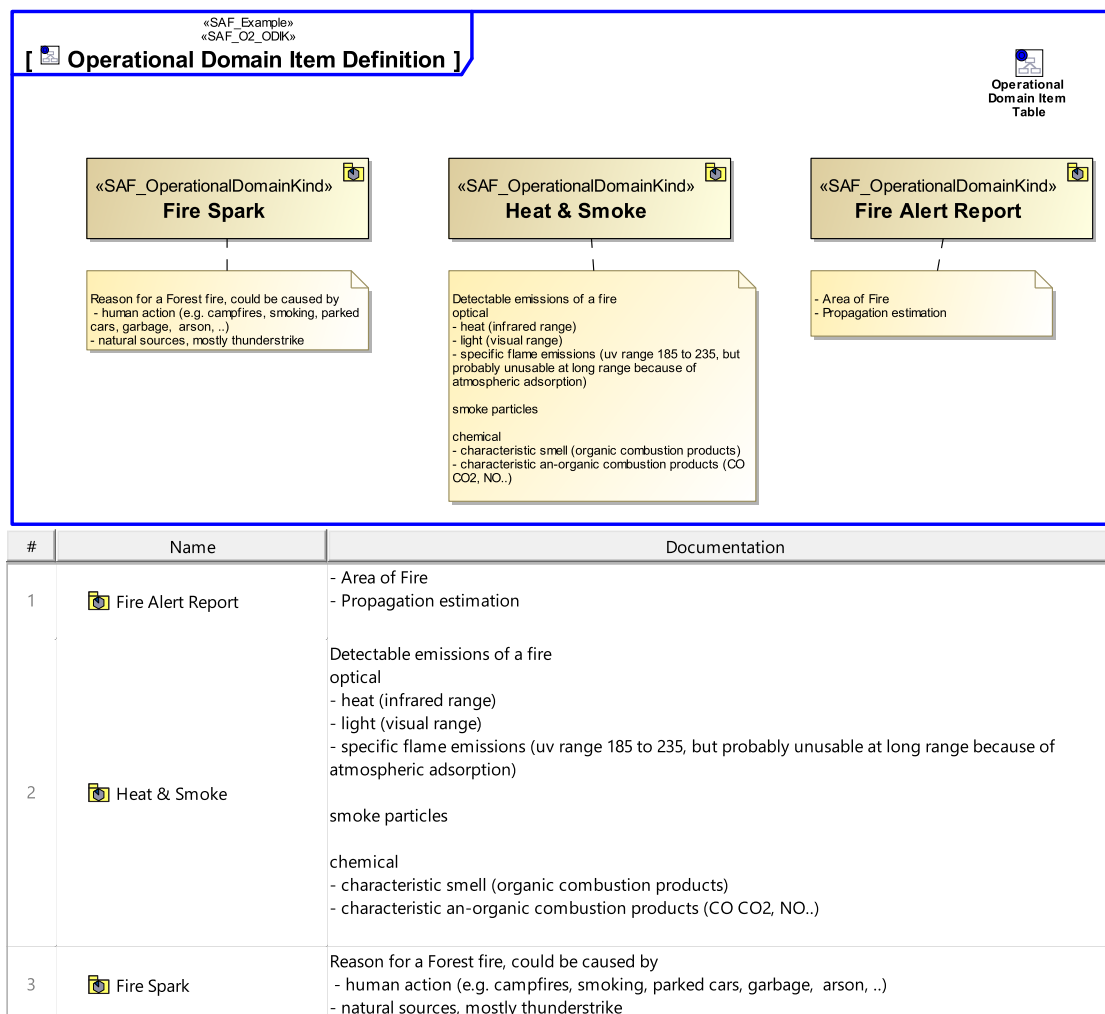 «SAF_Example»
«SAF_O2_ODIK»
[ Operational Domain Item Definition ]
Operational
Domain Item
Table
«SAF_OperationalDomainKind»
Fire Spark
«SAF_OperationalDomainKind»
Heat & Smoke
«SAF_OperationalDomainKind»
Fire Alert Report
Reason for a Forest fire, could be caused by
- human action (e.g. campfires, smoking, parked
cars, garbage,  arson, ..)
- natural sources, mostly thunderstrike
Detectable emissions of a fire
optical
- heat (infrared range)
- light (visual range)
- specific flame emissions (uv range 185 to 235, but
probably unusable at long range because of
atmospheric adsorption)
smoke particles
chemical
- characteristic smell (organic combustion products)
- characteristic an-organic combustion products (CO
CO2, NO..)
- Area of Fire
- Propagation estimation
# Name Documentation
1 Fire Alert Report
- Area of Fire
- Propagation estimation
2 Heat & Smoke
Detectable emissions of a fire
optical
- heat (infrared range)
- light (visual range)
- specific flame emissions (uv range 185 to 235, but probably unusable at long range because of
atmospheric adsorption)
smoke particles
chemical
- characteristic smell (organic combustion products)
- characteristic an-organic combustion products (CO CO2, NO..)
3 Fire Spark
Reason for a Forest fire, could be caused by
- human action (e.g. campfires, smoking, parked cars, garbage,  arson, ..)
- natural sources, mostly thunderstrike